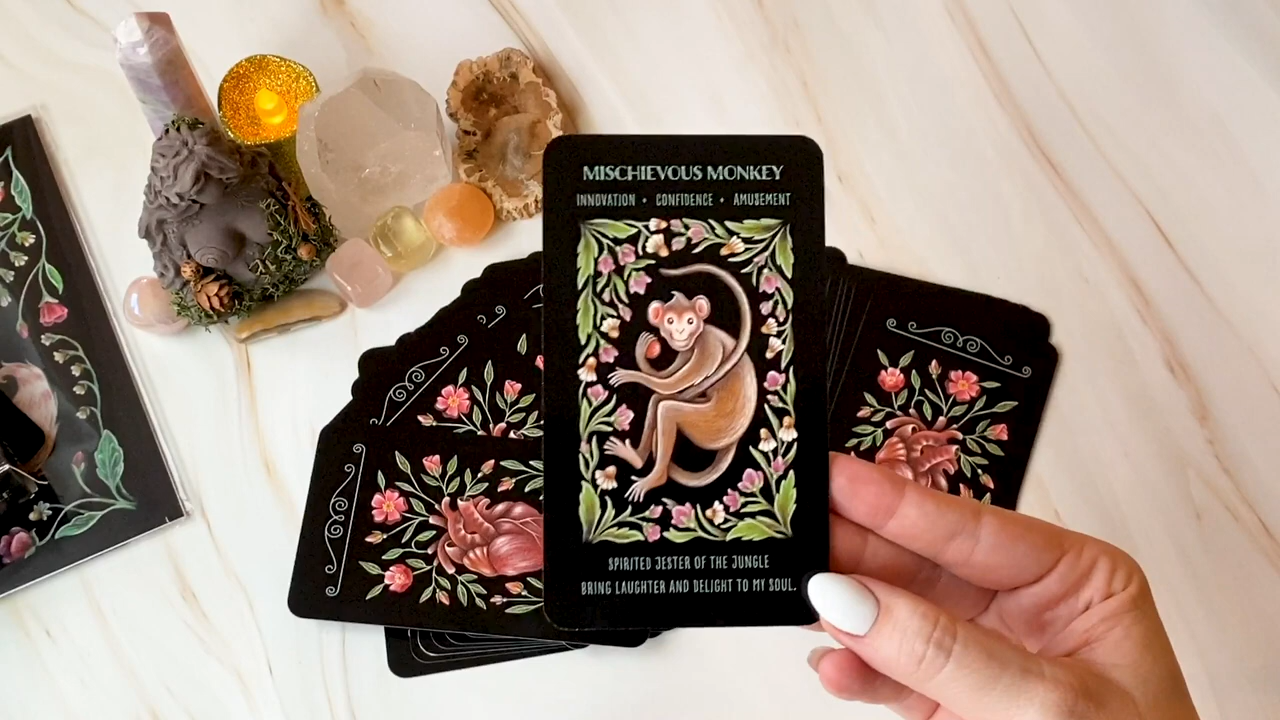 MISCHIEVOUS MONKEY
INNOVATION • CONFIDENCE • AMUSEMENT
SPIRITED JESTER OF THE JUNGLE
BRING LAUGHTER AND DELIGHT TO MY SOUL.